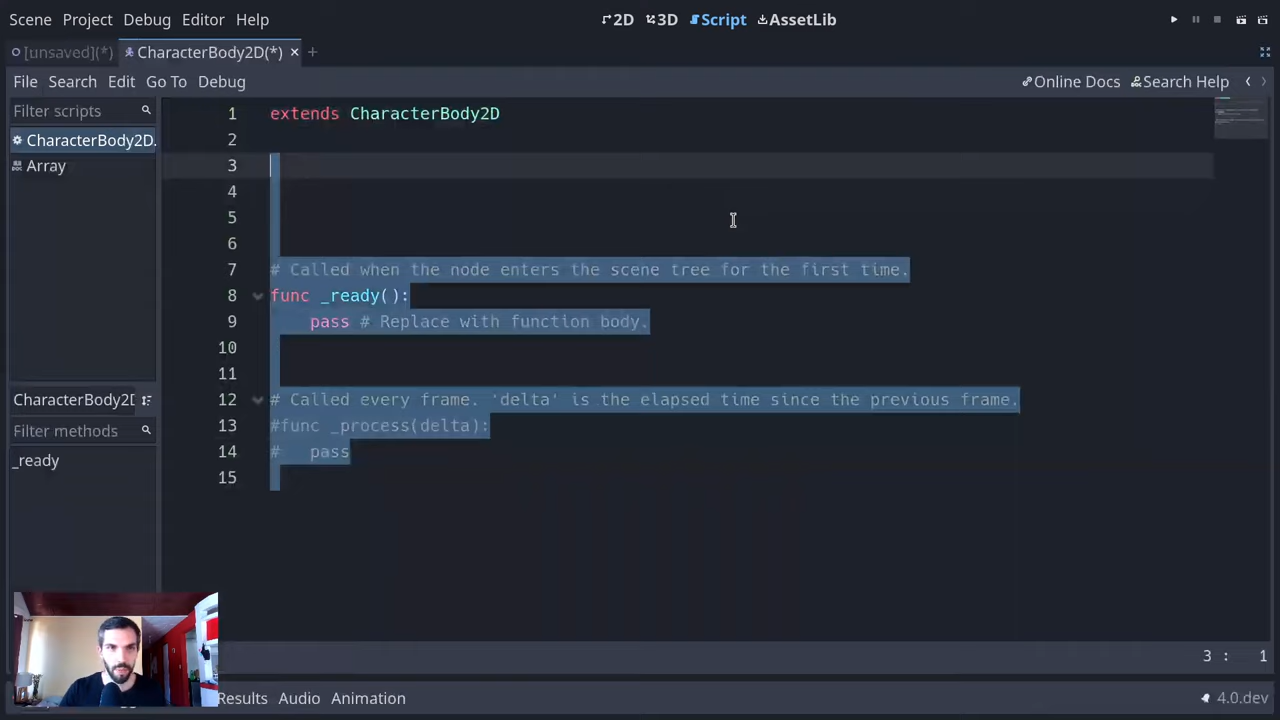 Scene Project Debug Editor Help 2D 3D Script AssetLib
[unsaved](*) CharacterBody2D(*)
File Search Edit Go To Debug Online Docs Search Help
Filter scripts
CharacterBody2D.
Array
CharacterBody2D
Filter methods
_ready
1 extends CharacterBody2D
2
3
4
5
6
7 # Called when the node enters the scene tree for the first time.
8 func _ready():
9 pass # Replace with function body.
10
11
12 # Called every frame. 'delta' is the elapsed time since the previous frame.
13 #func _process(delta):
14 # pass
15
3 : 1
Results Audio Animation 4.0.dev